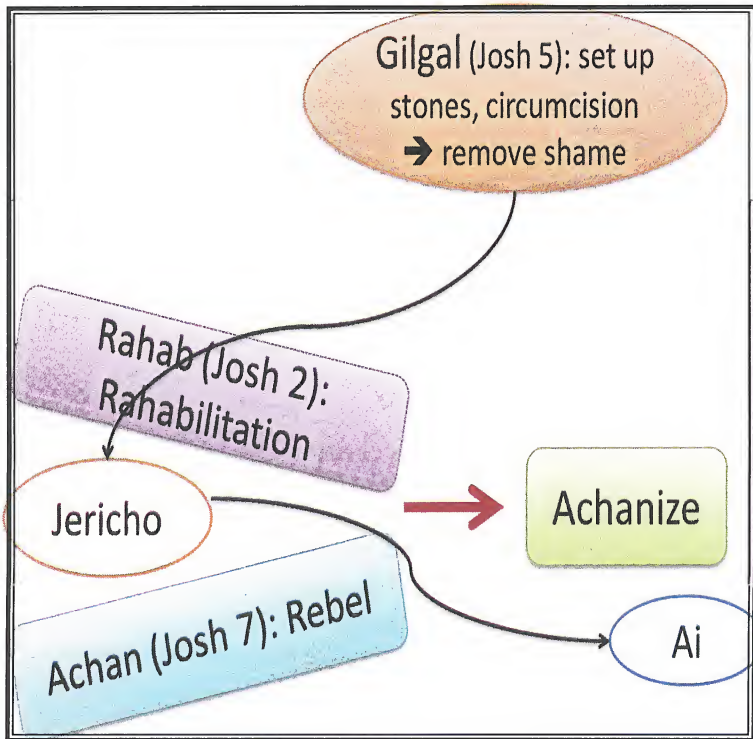 Gilgal (Josh 5): set up
stones, circumcision
➔ remove shame
Rahab (Josh 2):
Rahabilitation
Jericho
Achanize
Achan (Josh 7): Rebel
Ai